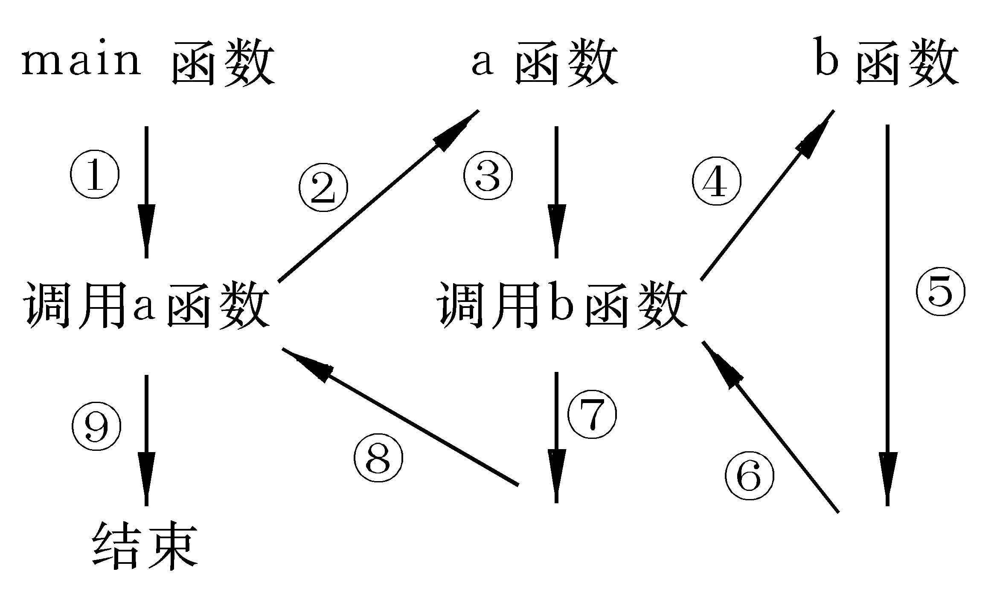 main 函数 a 函数 b 函数
① ② ③ ④
调用a函数 调用b函数 ⑤
⑨ ⑧ ⑦ ⑥
结束